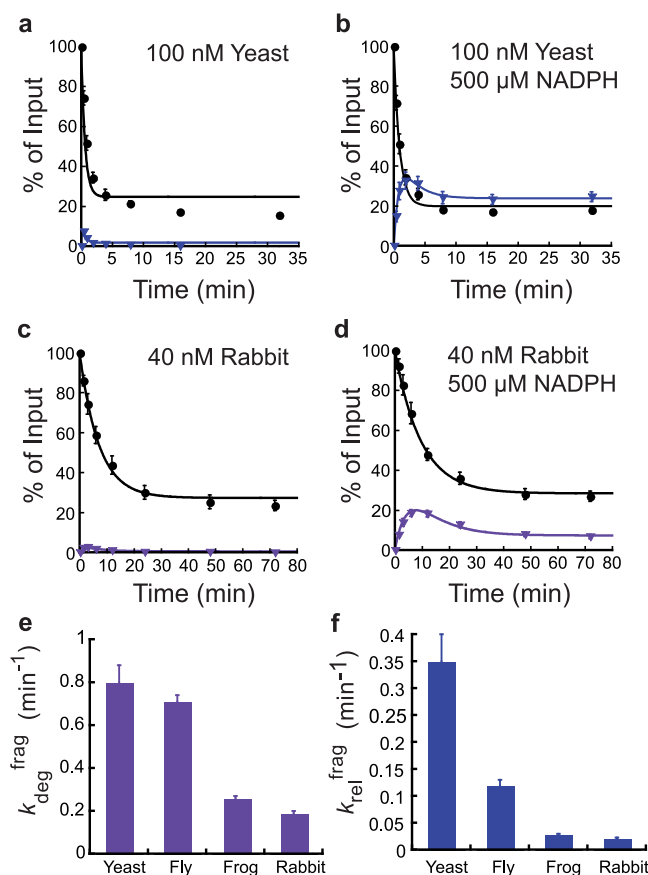 a
100 nM Yeast
% of Input
100
80
60
40
20
0
0 5 10 15 20 25 30 35
Time (min)
b
100 nM Yeast
500 µM NADPH
% of Input
100
80
60
40
20
0
0 5 10 15 20 25 30 35
Time (min)
c
40 nM Rabbit
% of Input
100
80
60
40
20
0
0 10 20 30 40 50 60 70 80
Time (min)
d
40 nM Rabbit
500 µM NADPH
% of Input
100
80
60
40
20
0
0 10 20 30 40 50 60 70 80
Time (min)
e
k deg frag (min-1)
1
0.8
0.6
0.4
0.2
0
Yeast Fly Frog Rabbit
f
k rel frag (min-1)
0.4
0.35
0.3
0.25
0.2
0.15
0.1
0.05
0
Yeast Fly Frog Rabbit